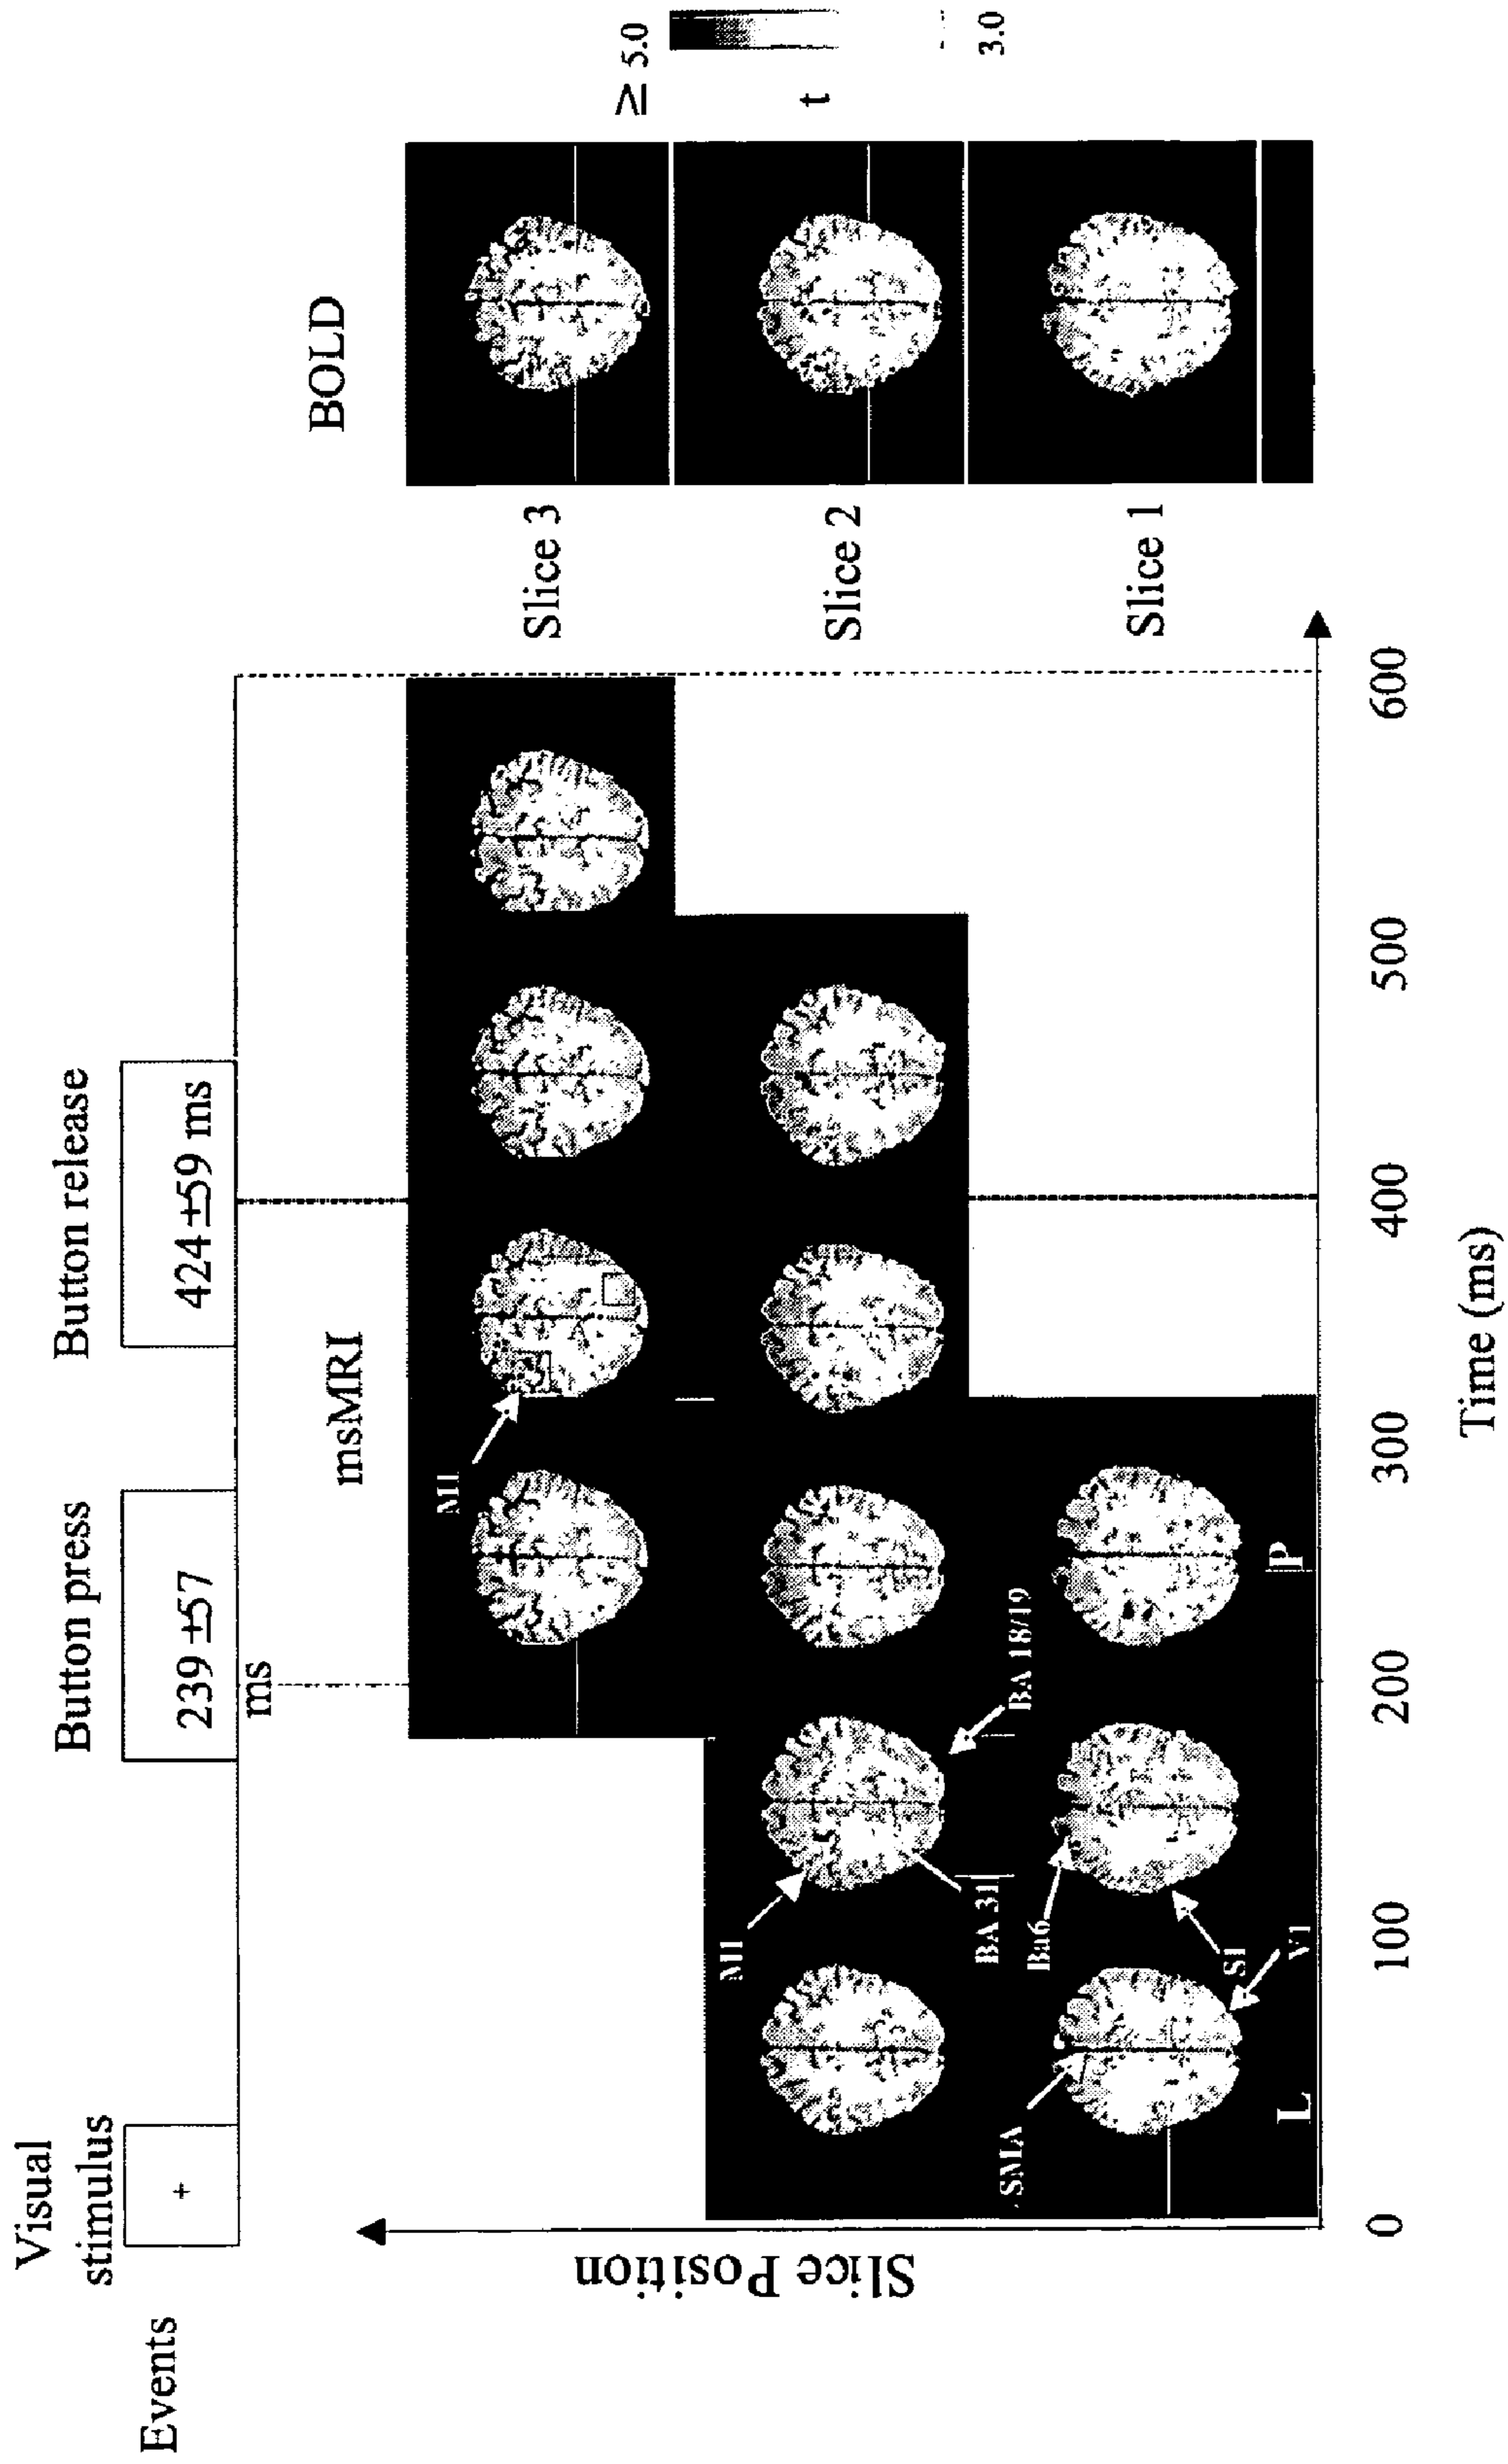 Events
Visual
stimulus
+
Button press
239 ±57
ms
Button release
424 ±59 ms
msMRI
BOLD
Slice Position
Slice 3
Slice 2
Slice 1
M1
M1
BA 31
BA 18/19
SMA
Ba6
S1
V1
L
P
0
100
200
300
400
500
600
Time (ms)
≥ 5.0
t
3.0